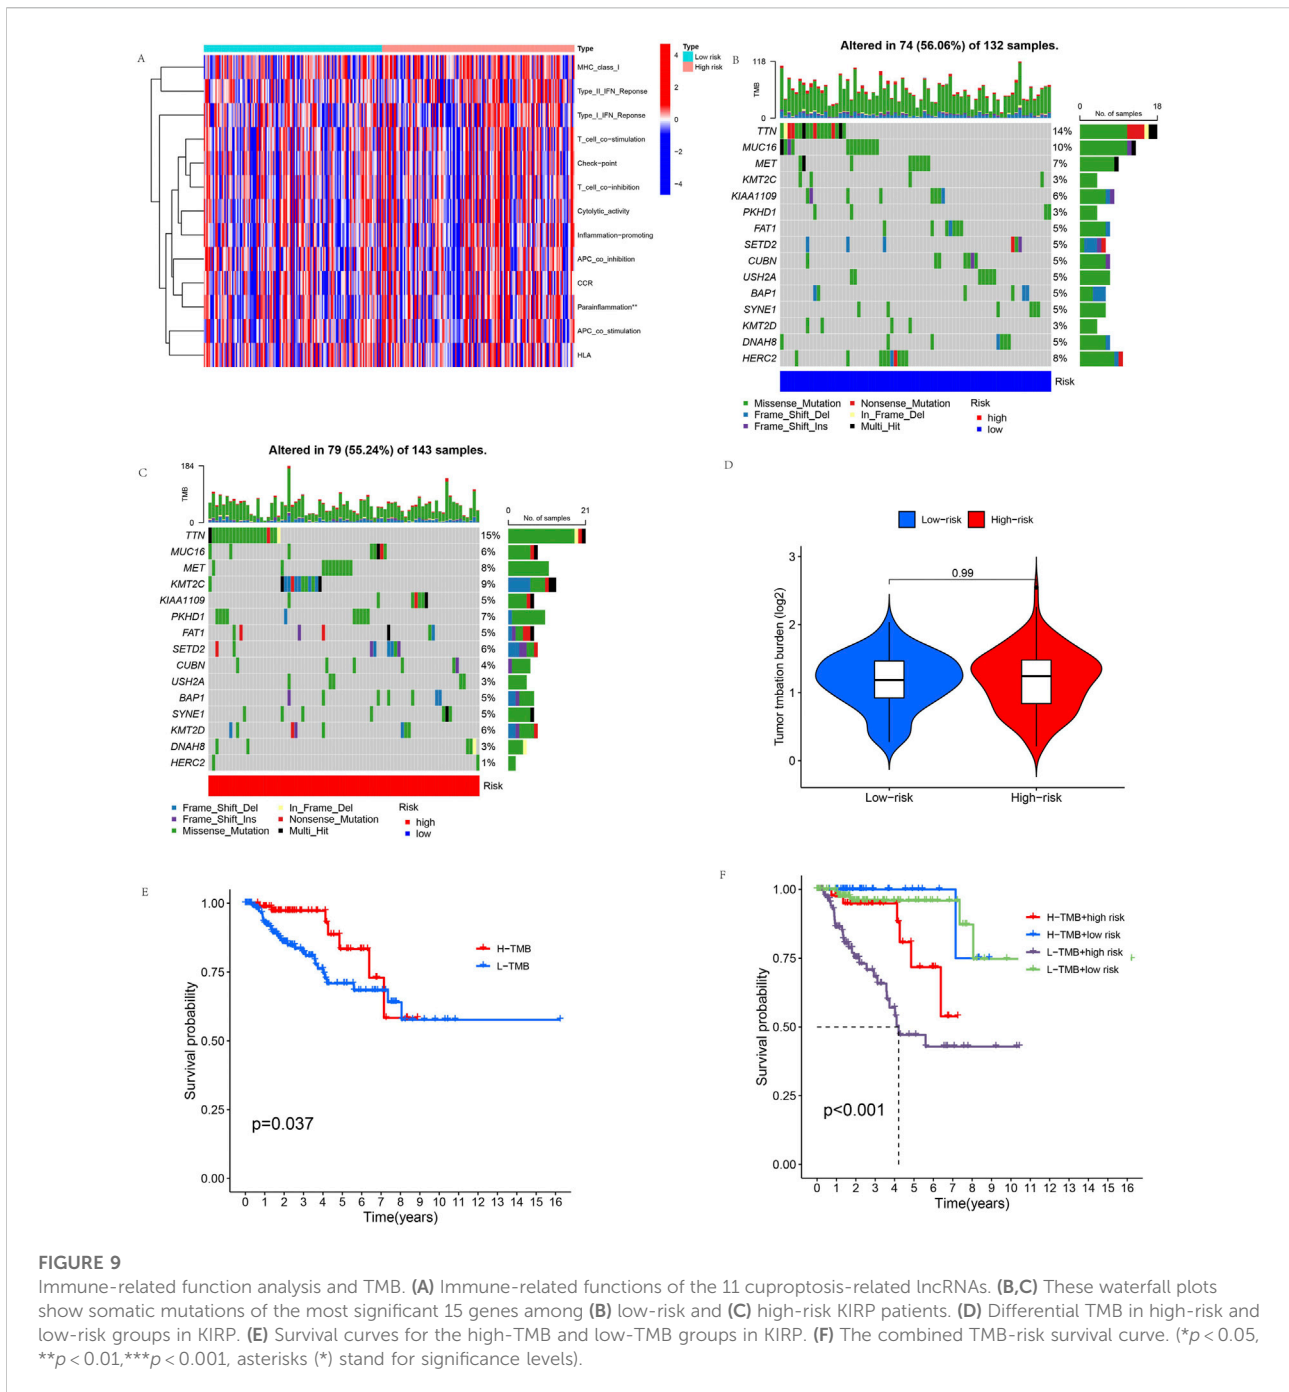 A
Type
MHC_class_I
Type_II_IFN_Reponse
Type_I_IFN_Reponse
T_cell_co-stimulation
Check-point
T_cell_co-inhibition
Cytolytic_activity
Inflammation-promoting
APC_co_inhibition
CCR
Parainflammation**
APC_co_stimulation
HLA
4
2
0
−2
−4
Type
Low risk
High risk
B
Altered in 74 (56.06%) of 132 samples.
118
TMB
0
0 18
No. of samples
TTN 14%
MUC16 10%
MET 7%
KMT2C 3%
KIAA1109 6%
PKHD1 3%
FAT1 5%
SETD2 5%
CUBN 5%
USH2A 5%
BAP1 5%
SYNE1 5%
KMT2D 3%
DNAH8 5%
HERC2 8%
Risk
Missense_Mutation Nonsense_Mutation Risk
Frame_Shift_Del In_Frame_Del high
Frame_Shift_Ins Multi_Hit low
C
Altered in 79 (55.24%) of 143 samples.
184
TMB
0
0 21
No. of samples
TTN 15%
MUC16 6%
MET 8%
KMT2C 9%
KIAA1109 5%
PKHD1 7%
FAT1 5%
SETD2 6%
CUBN 4%
USH2A 3%
BAP1 5%
SYNE1 5%
KMT2D 6%
DNAH8 3%
HERC2 1%
Risk
Frame_Shift_Del In_Frame_Del Risk
Frame_Shift_Ins Nonsense_Mutation high
Missense_Mutation Multi_Hit low
D
Low-risk High-risk
Tumor tmbation burden (log2)
3
2
1
0
0.99
Low-risk High-risk
E
Survival probability
1.00
0.75
0.50
0.25
0.00
H-TMB
L-TMB
p=0.037
0 1 2 3 4 5 6 7 8 9 10 11 12 13 14 15 16
Time(years)
F
Survival probability
1.00
0.75
0.50
0.25
0.00
H-TMB+high risk
H-TMB+low risk
L-TMB+high risk
L-TMB+low risk
p<0.001
0 1 2 3 4 5 6 7 8 9 10 11 12 13 14 15 16
Time(years)
FIGURE 9
Immune-related function analysis and TMB. (A) Immune-related functions of the 11 cuproptosis-related lncRNAs. (B,C) These waterfall plots
show somatic mutations of the most significant 15 genes among (B) low-risk and (C) high-risk KIRP patients. (D) Differential TMB in high-risk and
low-risk groups in KIRP. (E) Survival curves for the high-TMB and low-TMB groups in KIRP. (F) The combined TMB-risk survival curve. (*p < 0.05,
**p < 0.01,***p < 0.001, asterisks (*) stand for significance levels).